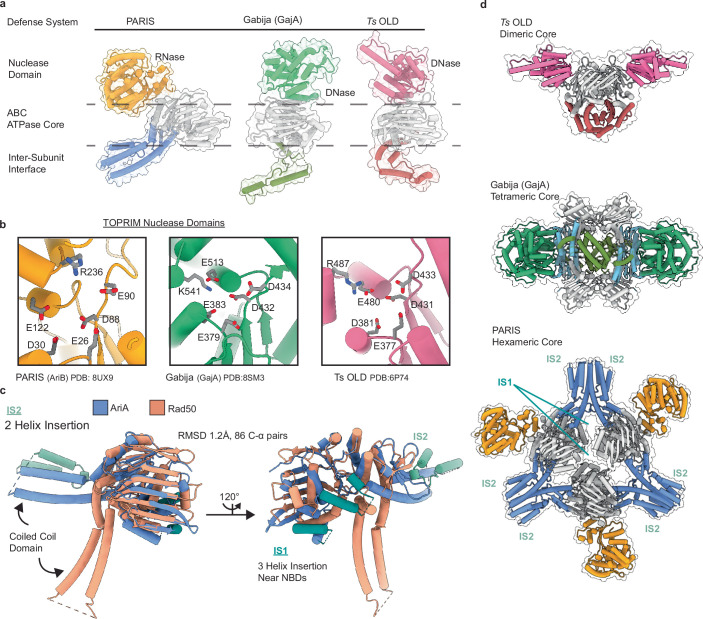 a
Defense System
PARIS
Gabija (GajA)
Ts OLD
Nuclease
Domain
RNase
DNase
DNase
ABC
ATPase Core
Inter-Subunit
Interface
b
TOPRIM Nuclease Domains
R236
E90
E122
D88
D30
E26
PARIS (AriB) PDB: 8UX9
E513
K541
D434
E383
D432
E379
Gabija (GajA) PDB:8SM3
R487
D433
E480
D431
D381
E377
Ts OLD PDB:6P74
c
IS2
2 Helix Insertion
AriA
Rad50
RMSD 1.2Å, 86 C-α pairs
IS2
120°
Coiled Coil
Domain
IS1
3 Helix Insertion
Near NBDs
d
Ts OLD
Dimeric Core
Gabija (GajA)
Tetrameric Core
PARIS
Hexameric Core
IS2
IS2
IS1
IS2
IS2
IS2
IS2